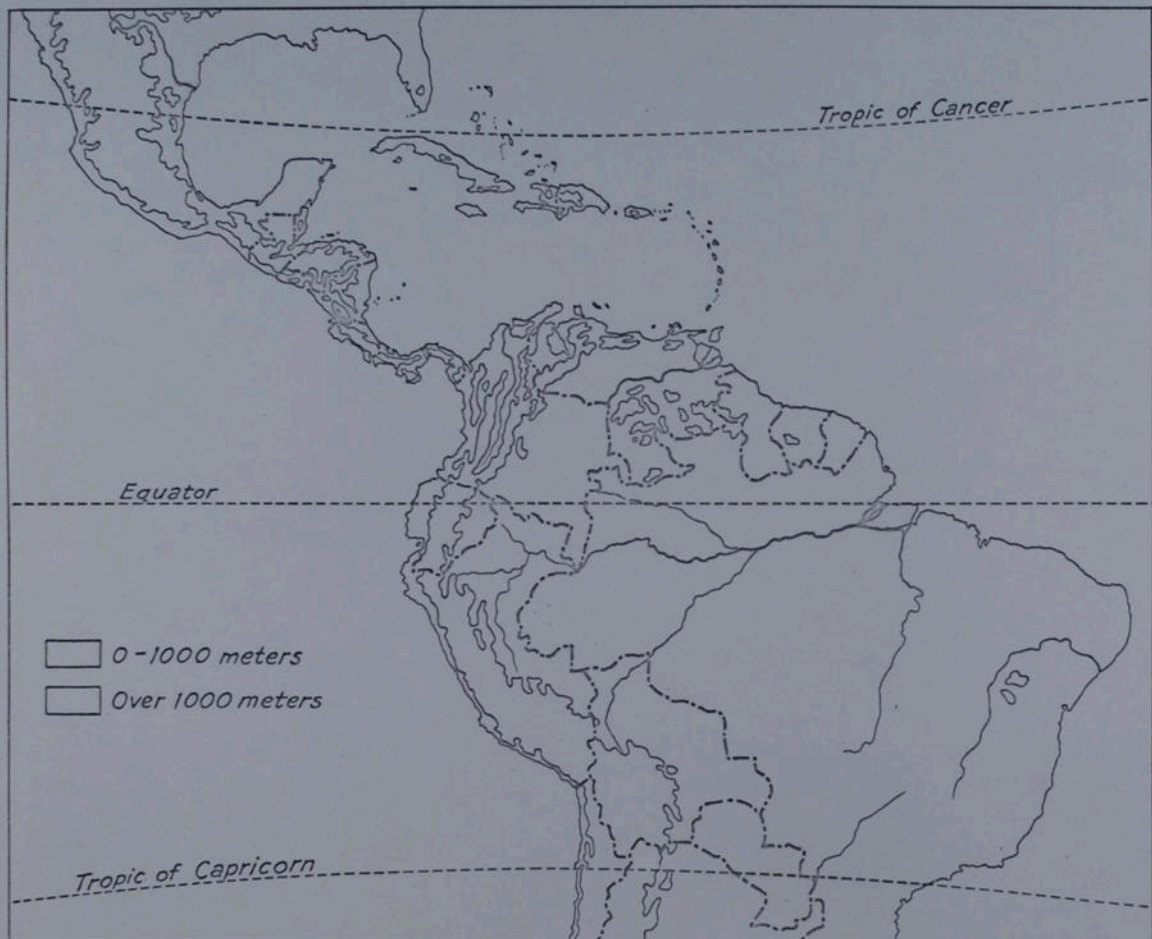 Tropic of Cancer
Equator
0-1000 meters
Over 1000 meters
Tropic of Capricorn